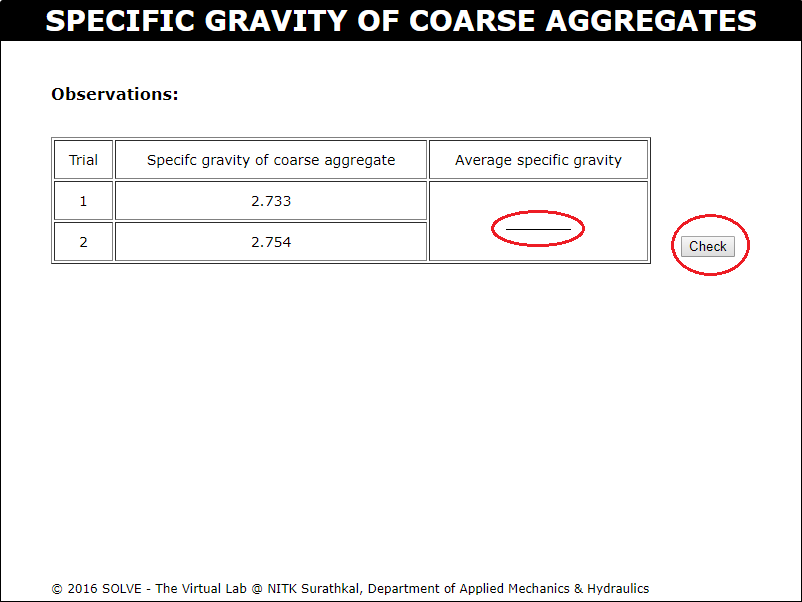 SPECIFIC GRAVITY OF COARSE AGGREGATES
Observations:
Trial Specifc gravity of coarse aggregate Average specific gravity
1 2.733
2 2.754
Check
© 2016 SOLVE - The Virtual Lab @ NITK Surathkal, Department of Applied Mechanics & Hydraulics